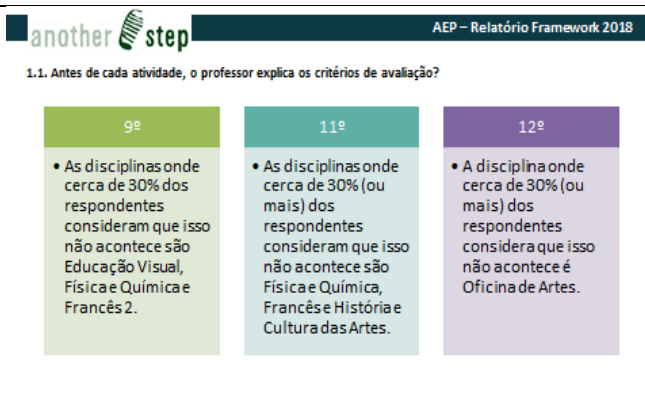 another step
AEP – Relatório Framework 2018
1.1. Antes de cada atividade, o professor explica os critérios de avaliação?
9º
• As disciplinas onde
cerca de 30% dos
respondentes
consideram que isso
não acontece são
Educação Visual,
Física e Química e
Francês 2.
11º
• As disciplinas onde
cerca de 30% (ou
mais) dos
respondentes
consideram que isso
não acontece são
Física e Química,
Francês e História e
Cultura das Artes.
12º
• A disciplina onde
cerca de 30% (ou
mais) dos
respondentes
considera que isso
não acontece é
Oficina de Artes.